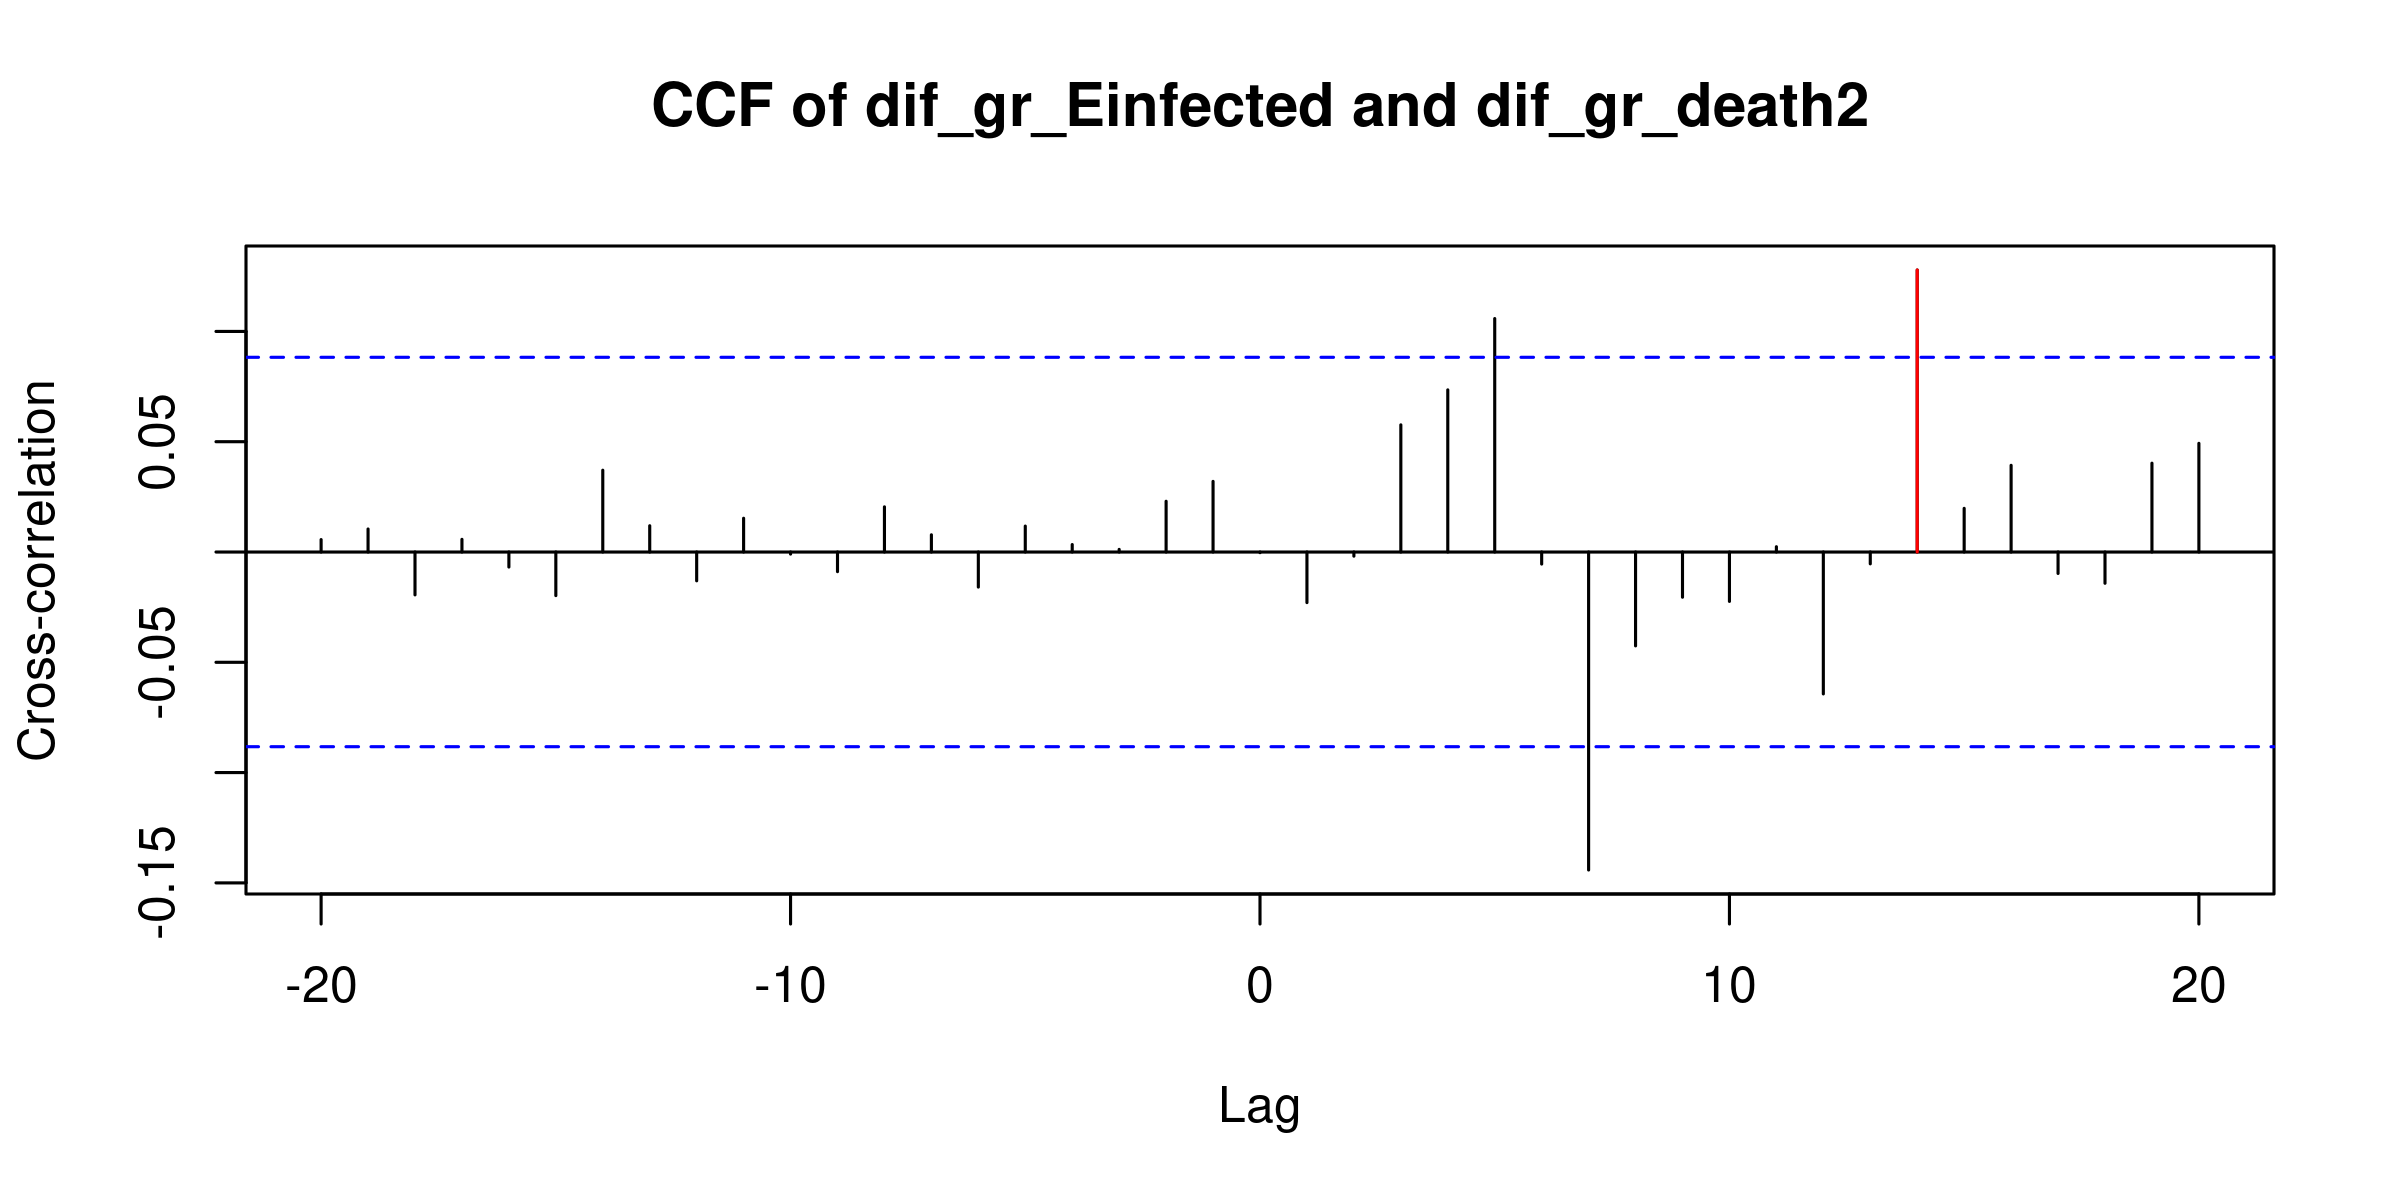 CCF of dif_gr_Einfected and dif_gr_death2
Cross-correlation
0.05
-0.05
-0.15
-20
-10
0
10
20
Lag